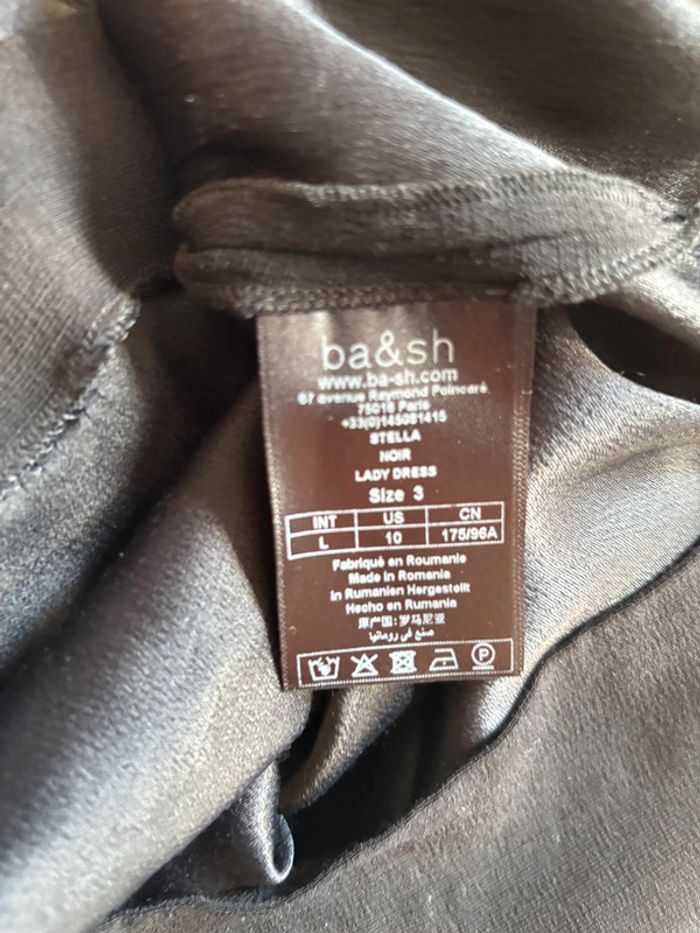 ba&sh
www.ba-sh.com
67 avenue Raymond Poincaré
75016 Paris
+33(0)145081415
STELLA
NOIR
LADY DRESS
Size 3
INT US CN
L 10 175/96A
Fabriqué en Roumanie
Made in Romania
in Rumanien Hergestellt
Hecho en Rumania
原产国:罗马尼亚
صنع في رومانيا
P